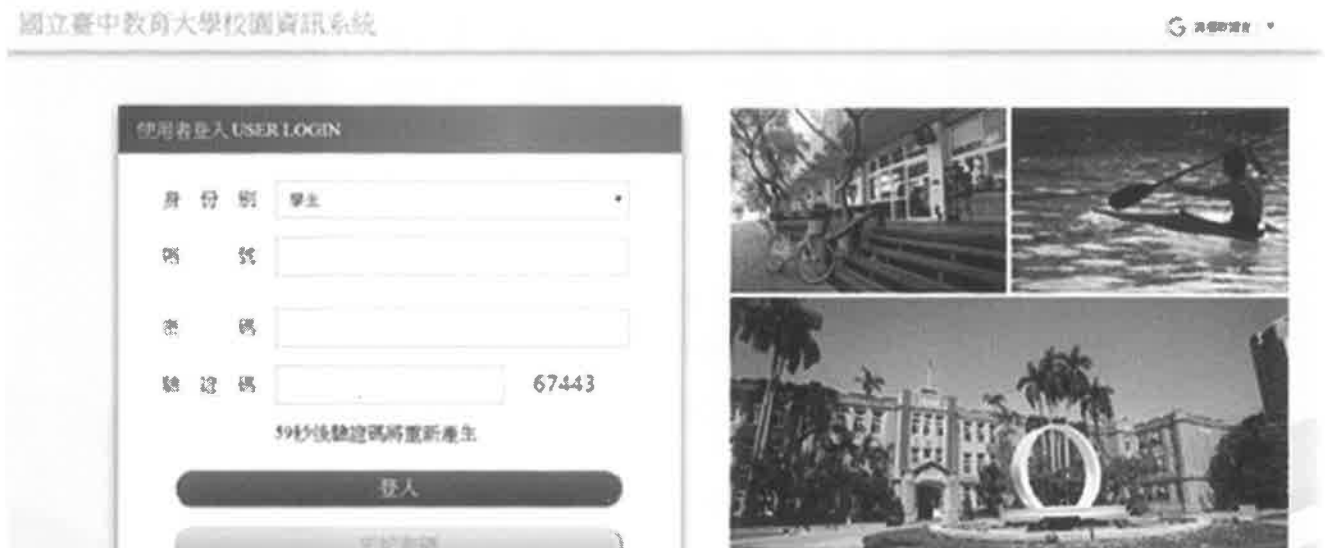 國立臺中教育大學校園資訊系統
使用者登入 USER LOGIN
身份別 學生
帳號
密碼
驗證碼 67443
59秒後驗證碼將重新產生
登入